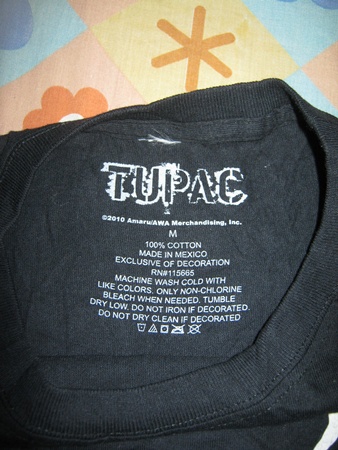 TUPAC
©2010 Amaru/AWA Merchandising, Inc.
M
100% COTTON
MADE IN MEXICO
EXCLUSIVE OF DECORATION
RN#115665
MACHINE WASH COLD WITH
LIKE COLORS. ONLY NON-CHLORINE
BLEACH WHEN NEEDED. TUMBLE
DRY LOW. DO NOT IRON IF DECORATED.
DO NOT DRY CLEAN IF DECORATED